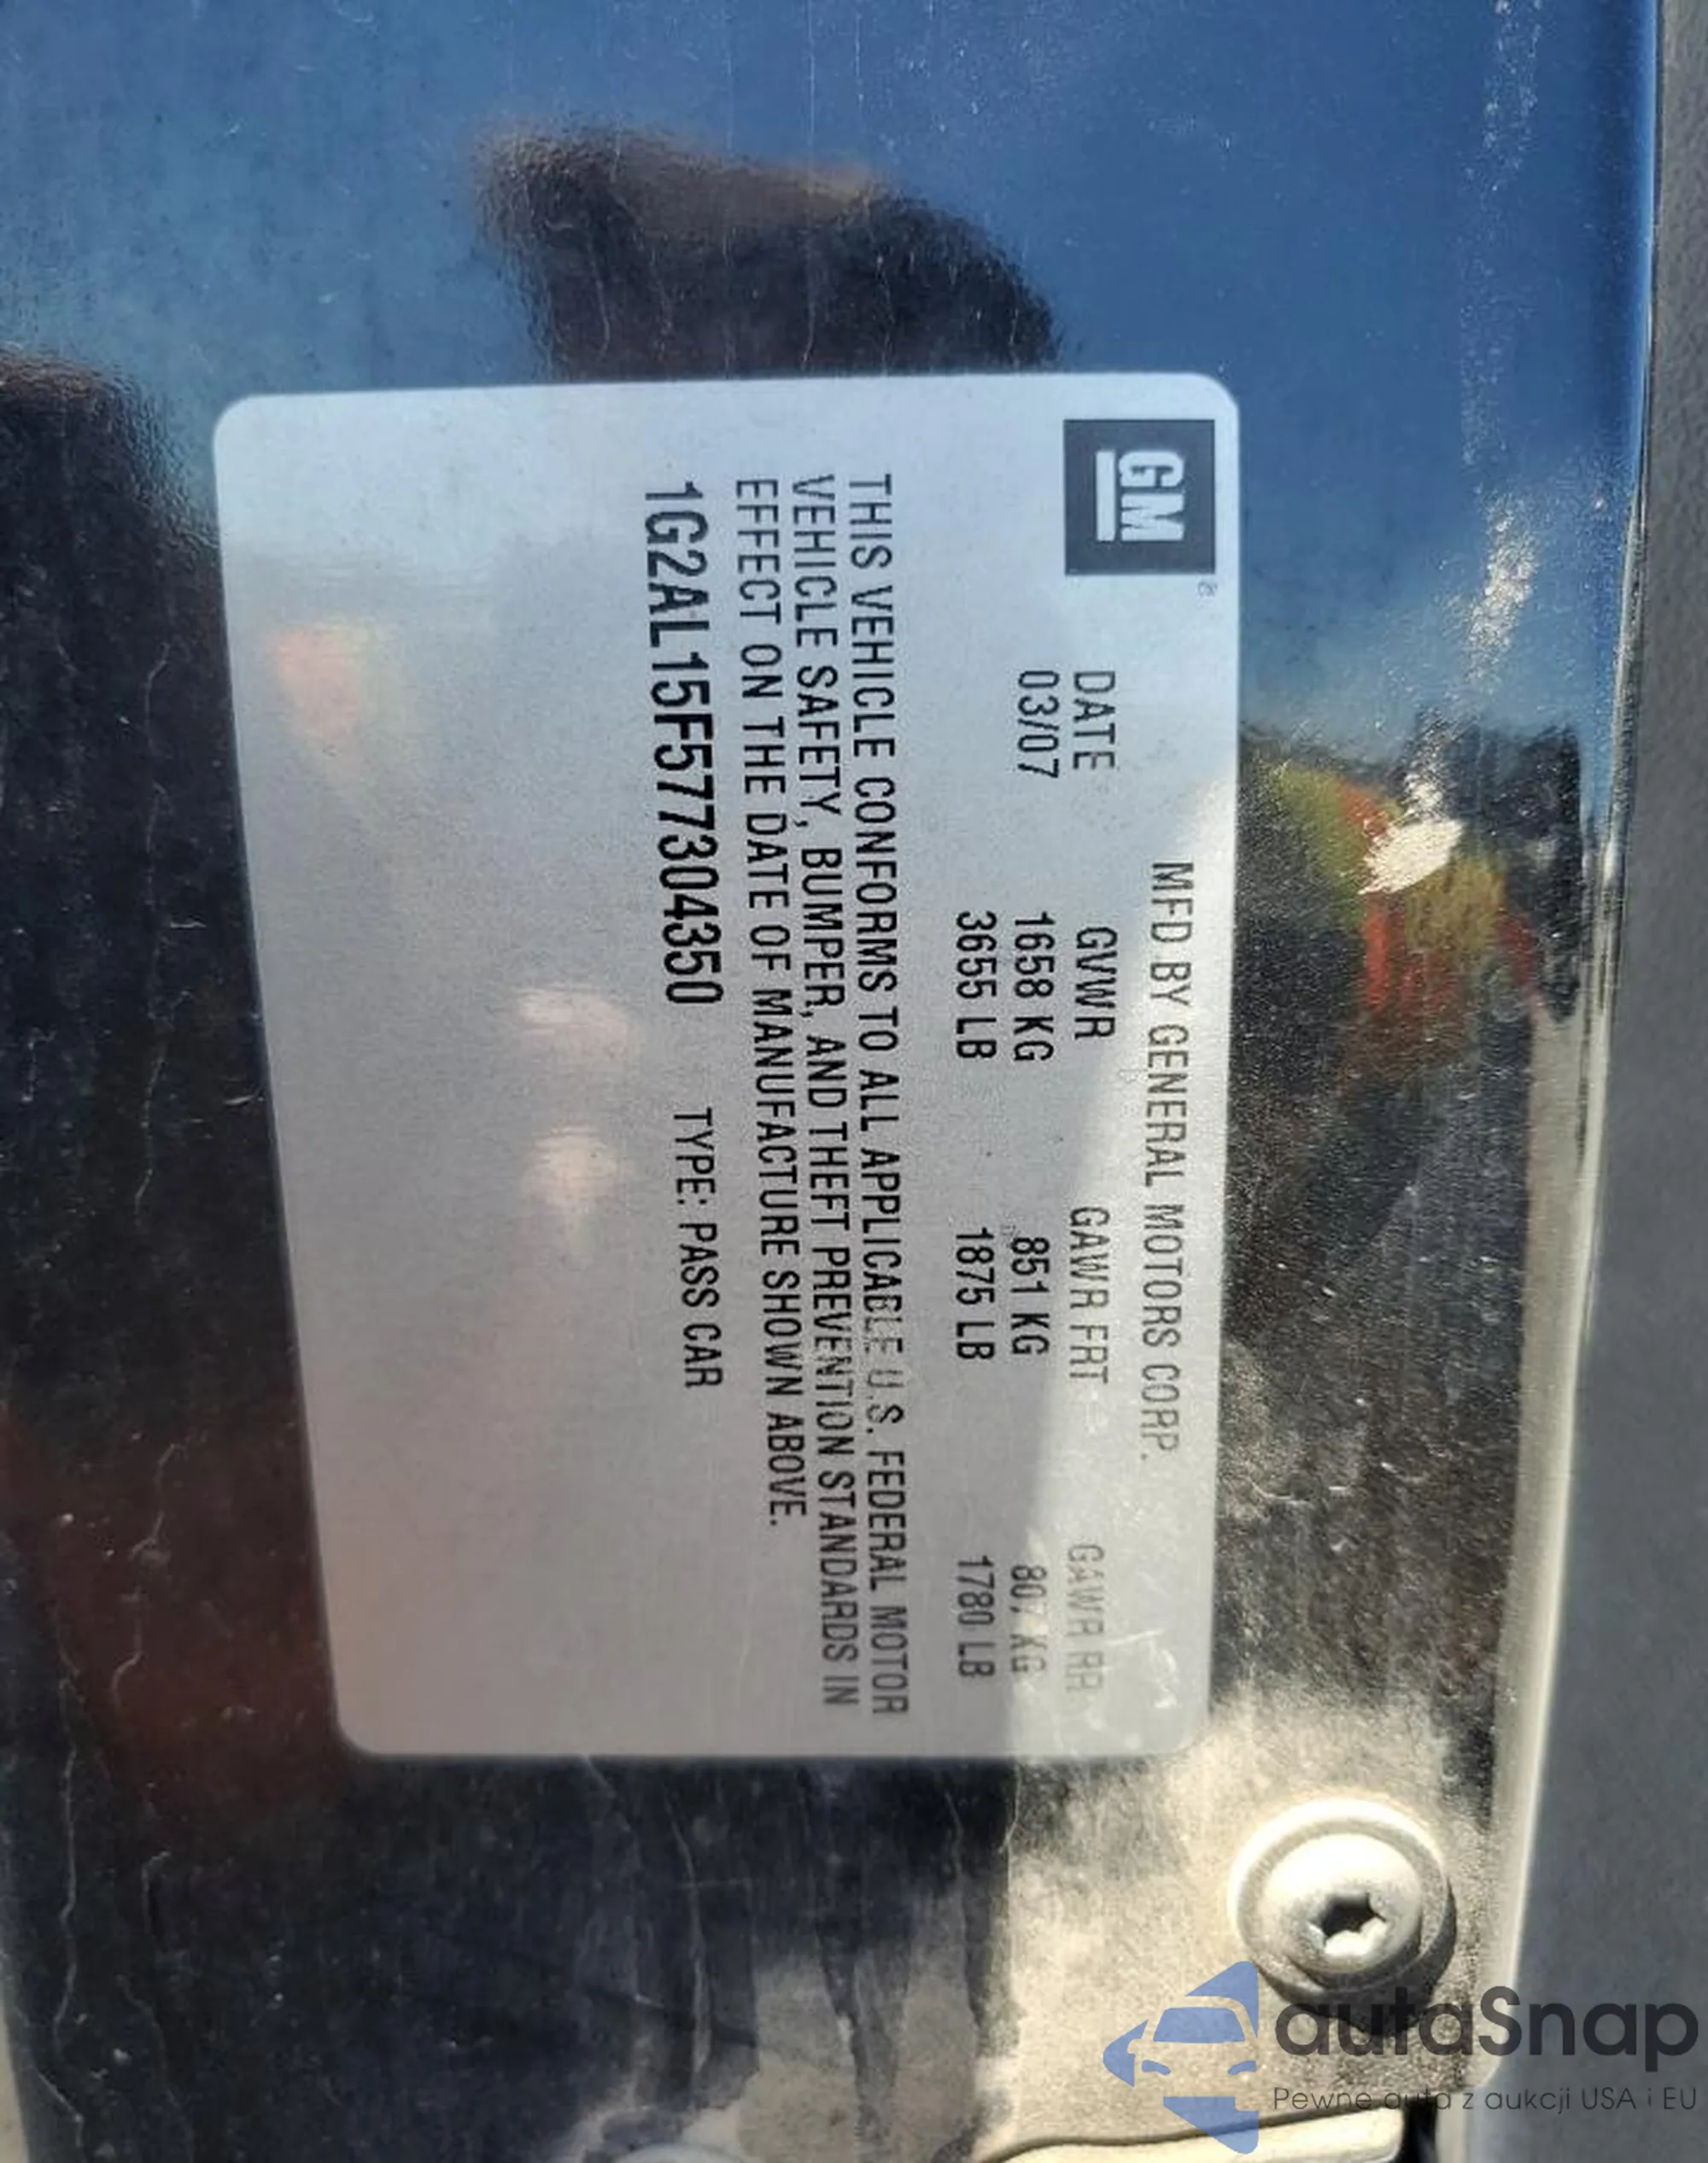 GM
®
MFD BY GENERAL MOTORS CORP.
DATE GVWR GAWR FRT GAWR RR
03/07 1658 KG 851 KG 807 KG
3655 LB 1875 LB 1780 LB
THIS VEHICLE CONFORMS TO ALL APPLICABLE U.S. FEDERAL MOTOR
VEHICLE SAFETY, BUMPER, AND THEFT PREVENTION STANDARDS IN
EFFECT ON THE DATE OF MANUFACTURE SHOWN ABOVE.
1G2AL15F577304350 TYPE: PASS CAR
autaSnap
Pewne auta z aukcji USA i EU